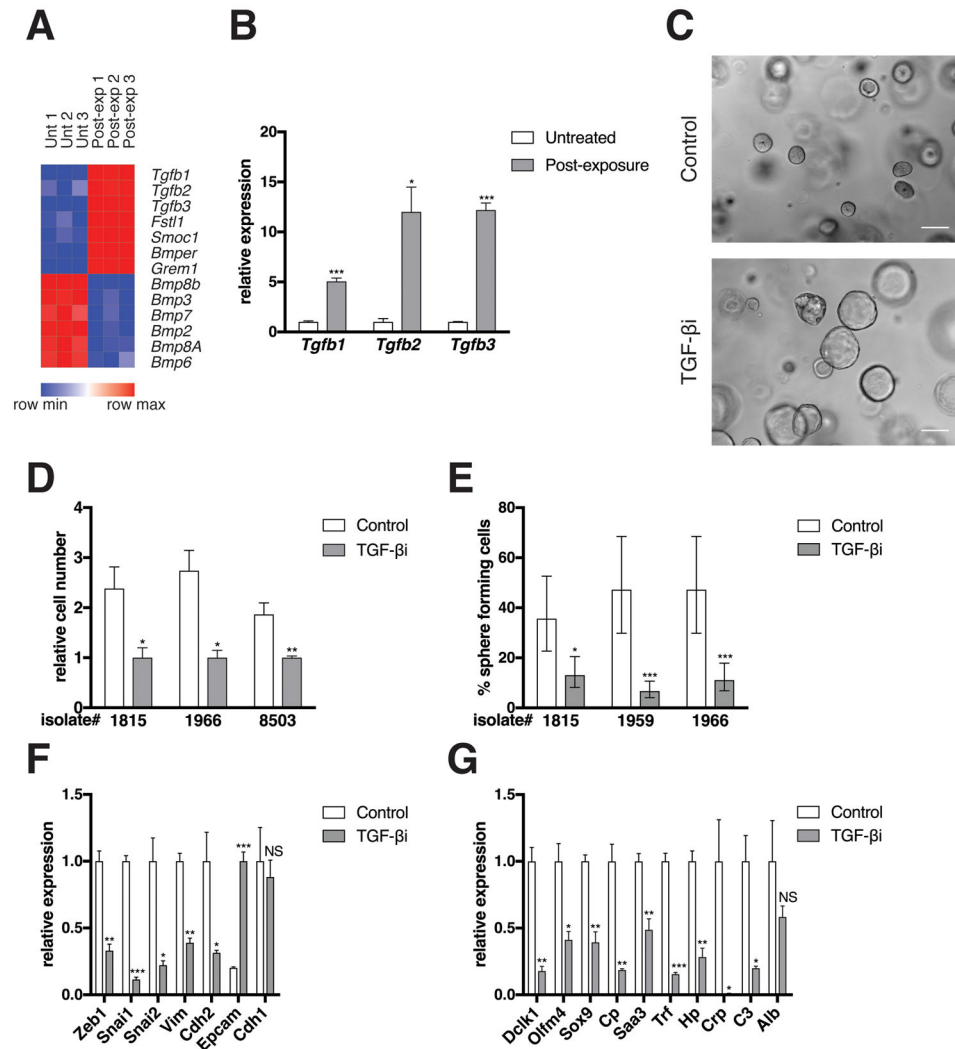 A
Unt 1
Unt 2
Unt 3
Post-exp 1
Post-exp 2
Post-exp 3
Tgfb1
Tgfb2
Tgfb3
Fstl1
Smoc1
Bmper
Grem1
Bmp8b
Bmp3
Bmp7
Bmp2
Bmp8A
Bmp6
row min
row max
B
relative expression
20
15
10
5
0
Untreated
Post-exposure
***
*
***
Tgfb1 Tgfb2 Tgfb3
C
Control
TGF-βi
D
relative cell number
4
3
2
1
0
Control
TGF-βi
*
*
**
isolate# 1815 1966 8503
E
% sphere forming cells
80
60
40
20
0
Control
TGF-βi
*
***
***
isolate# 1815 1959 1966
F
relative expression
1.5
1.0
0.5
0.0
Control
TGF-βi
**
***
*
**
*
***
NS
Zeb1
Snai1
Snai2
Vim
Cdh2
Epcam
Cdh1
G
relative expression
1.5
1.0
0.5
0.0
Control
TGF-βi
**
*
**
**
**
***
**
*
*
NS
Dclk1
Olfm4
Sox9
Cp
Saa3
Trf
Hp
Crp
C3
Alb